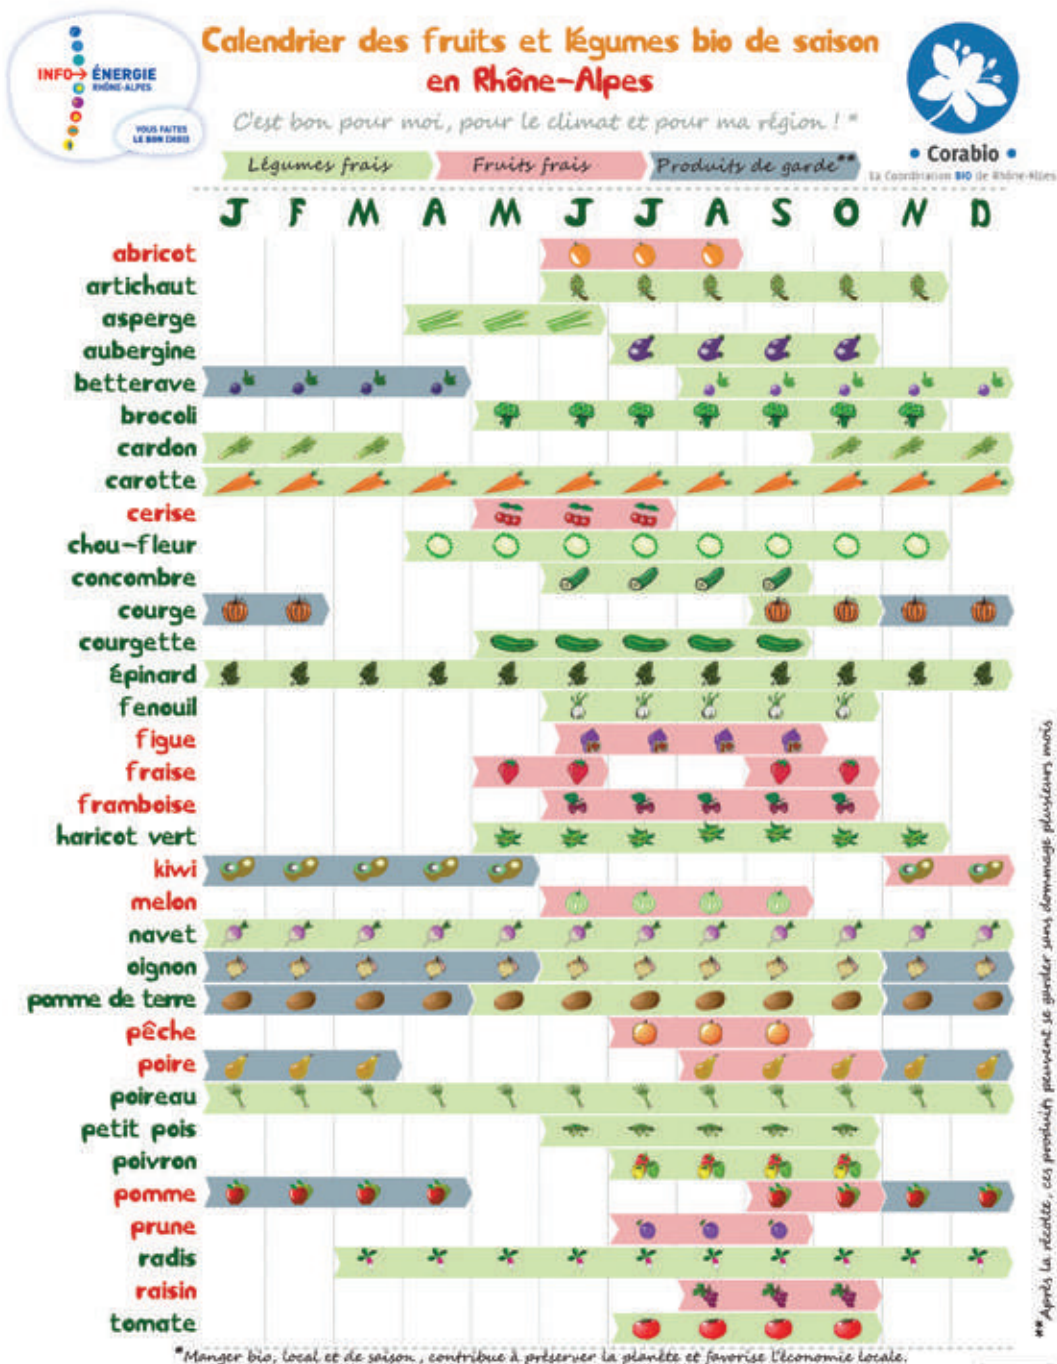 INFO→ ÉNERGIE
RHÔNE-ALPES
VOUS FAITES
LE BON CHOIX
Calendrier des fruits et légumes bio de saison
en Rhône-Alpes
C'est bon pour moi, pour le climat et pour ma région ! *
• Corabio •
La Coordination BIO de Rhône-Alpes
Légumes frais Fruits frais Produits de garde**
J F M A M J J A S O N D
abricot
artichaut
asperge
aubergine
betterave
brocoli
cardon
carotte
cerise
chou-fleur
concombre
courge
courgette
épinard
fenouil
figue
fraise
framboise
haricot vert
kiwi
melon
navet
oignon
pomme de terre
pêche
poire
poireau
petit pois
poivron
pomme
prune
radis
raisin
tomate
**Après la récolte, ces produits peuvent se garder sans dommage plusieurs mois
*Manger bio, local et de saison, contribue à préserver la planète et favorise l'économie locale.